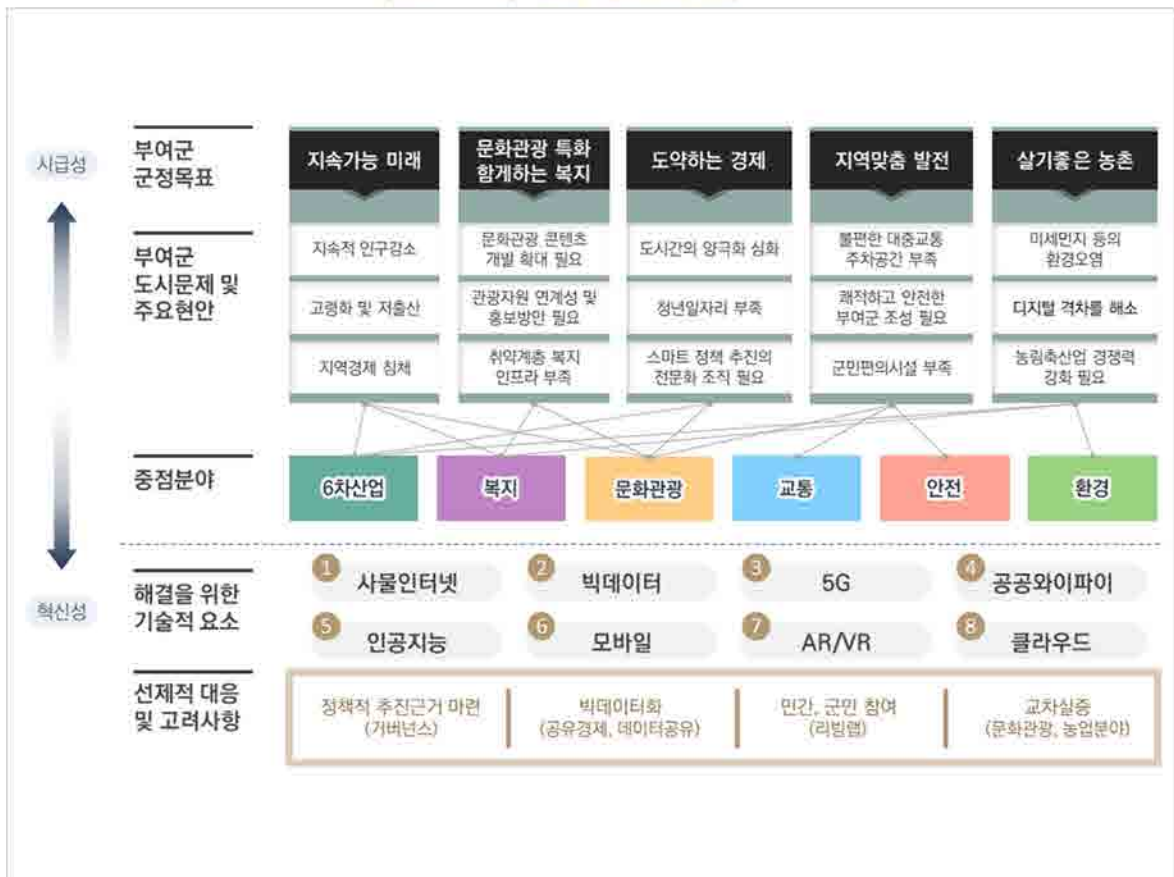 시급성
부여군
군정목표
지속가능 미래
문화관광 특화
함게하는 복지
도약하는 경제
지역맞춤 발전
살기좋은 농촌
부여군
도시문제 및
주요현안
지속적 인구감소
문화관광 콘텐츠
개발 확대 필요
도시간의 양극화 심화
불편한 대중교통
주차공간 부족
미세먼지 등의
환경오염
고령화 및 저출산
관광자원 연계성 및
홍보방안 필요
청년일자리 부족
쾌적하고 안전한
부여군 조성 필요
디지털 격차를 해소
지역경제 침체
취약계층 복지
인프라 부족
스마트 정책 추진의
전문화 조직 필요
군민편의시설 부족
농림축산업 경쟁력
강화 필요
중점분야
6차산업
복지
문화관광
교통
안전
환경
혁신성
해결을 위한
기술적 요소
1 사물인터넷
2 빅데이터
3 5G
4 공공와이파이
5 인공지능
6 모바일
7 AR/VR
8 클라우드
선제적 대응
및 고려사항
정책적 추진근거 마련
(거버넌스)
빅데이터화
(공유경제, 데이터공유)
민간, 군민 참여
(리빙랩)
교차실증
(문화관광, 농업분야)